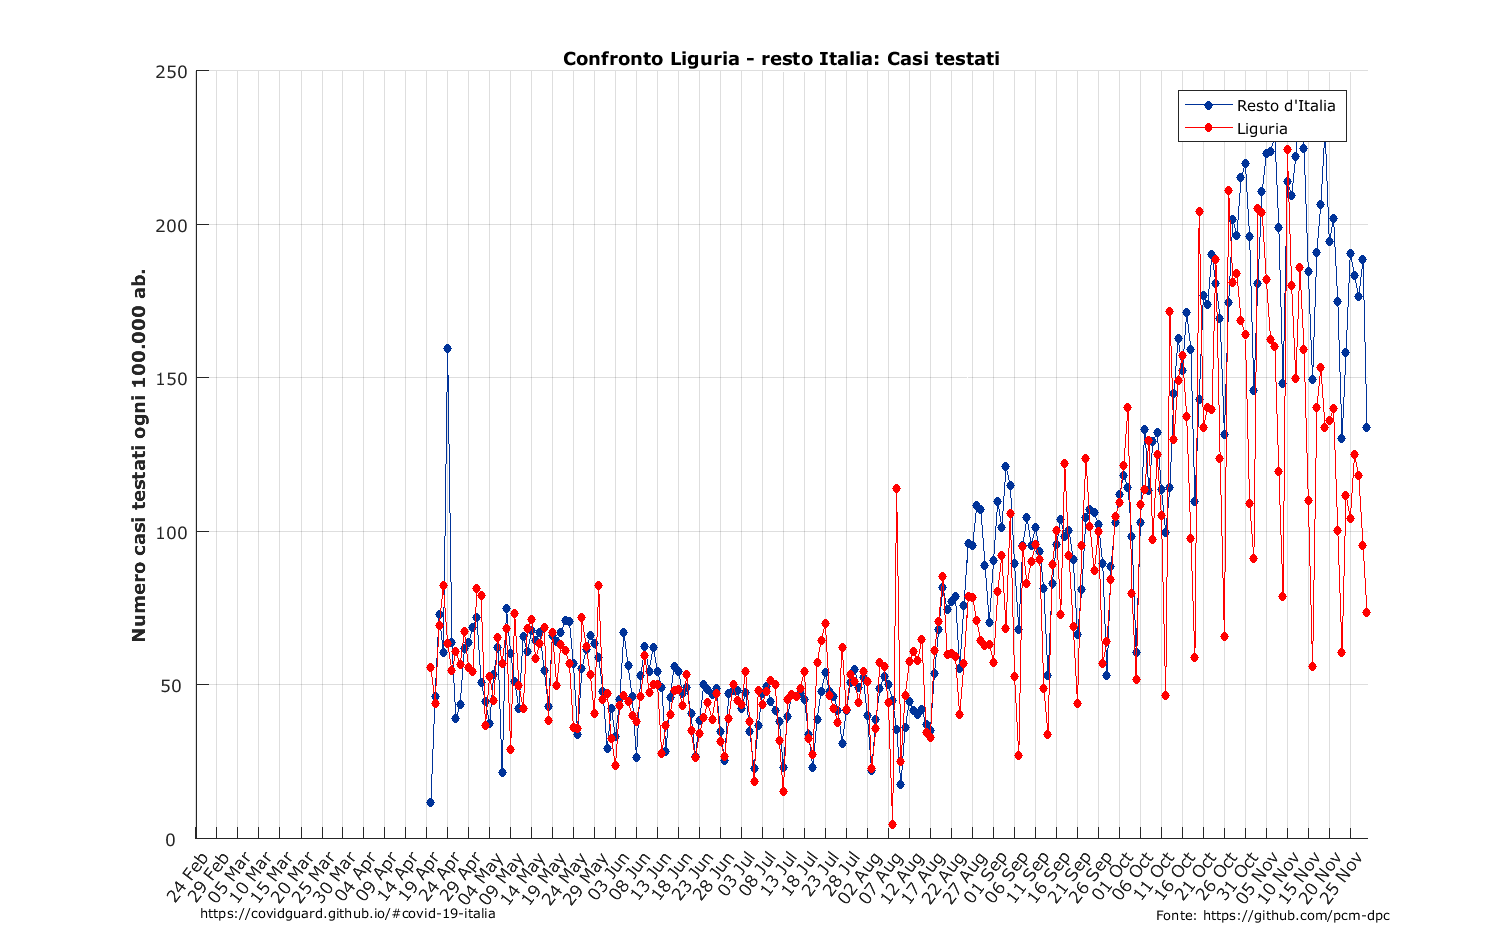 Confronto Liguria - resto Italia: Casi testati
Numero casi testati ogni 100.000 ab.
250
200
150
100
50
0
Resto d'Italia
Liguria
24 Feb
29 Feb
05 Mar
10 Mar
15 Mar
20 Mar
25 Mar
30 Mar
04 Apr
09 Apr
14 Apr
19 Apr
24 Apr
29 Apr
04 May
09 May
14 May
19 May
24 May
29 May
03 Jun
08 Jun
13 Jun
18 Jun
23 Jun
28 Jun
03 Jul
08 Jul
13 Jul
18 Jul
23 Jul
28 Jul
02 Aug
07 Aug
12 Aug
17 Aug
22 Aug
27 Aug
01 Sep
06 Sep
11 Sep
16 Sep
21 Sep
26 Sep
01 Oct
06 Oct
11 Oct
16 Oct
21 Oct
26 Oct
31 Oct
05 Nov
10 Nov
15 Nov
20 Nov
25 Nov
https://covidguard.github.io/#covid-19-italia
Fonte: https://github.com/pcm-dpc